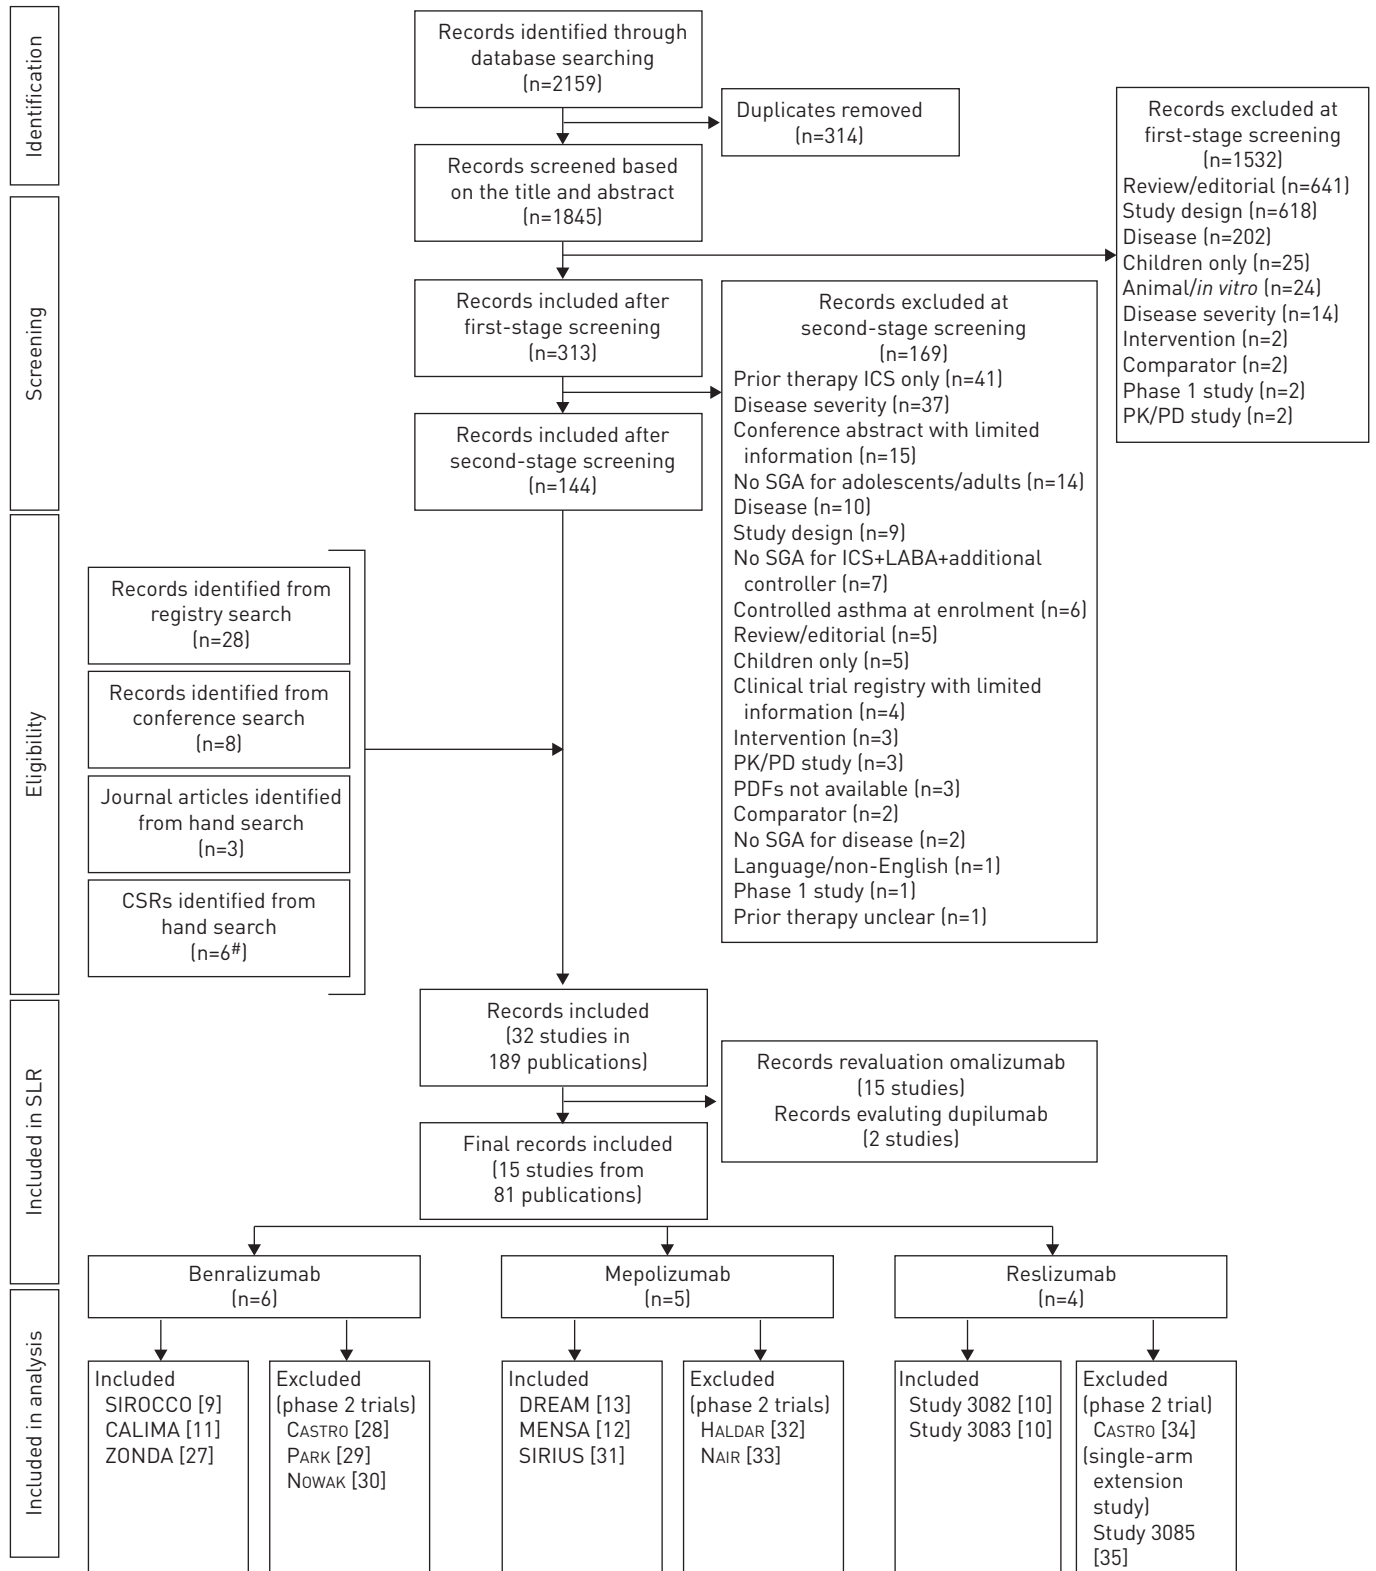 Identification
Records identified through
database searching
(n=2159)
Duplicates removed
(n=314)
Records screened based
on the title and abstract
(n=1845)
Records excluded at
first-stage screening
(n=1532)
Review/editorial (n=641)
Study design (n=618)
Disease (n=202)
Children only (n=25)
Animal/in vitro (n=24)
Disease severity (n=14)
Intervention (n=2)
Comparator (n=2)
Phase 1 study (n=2)
PK/PD study (n=2)
Screening
Records included after
first-stage screening
(n=313)
Records excluded at
second-stage screening
(n=169)
Prior therapy ICS only (n=41)
Disease severity (n=37)
Conference abstract with limited
information (n=15)
No SGA for adolescents/adults (n=14)
Disease (n=10)
Study design (n=9)
No SGA for ICS+LABA+additional
controller (n=7)
Controlled asthma at enrolment (n=6)
Review/editorial (n=5)
Children only (n=5)
Clinical trial registry with limited
information (n=4)
Intervention (n=3)
PK/PD study (n=3)
PDFs not available (n=3)
Comparator (n=2)
No SGA for disease (n=2)
Language/non-English (n=1)
Phase 1 study (n=1)
Prior therapy unclear (n=1)
Records included after
second-stage screening
(n=144)
Eligibility
Records identified from
registry search
(n=28)
Records identified from
conference search
(n=8)
Journal articles identified
from hand search
(n=3)
CSRs identified from
hand search
(n=6#)
Included in SLR
Records included
(32 studies in
189 publications)
Records revaluation omalizumab
(15 studies)
Records evaluting dupilumab
(2 studies)
Final records included
(15 studies from
81 publications)
Benralizumab
(n=6)
Mepolizumab
(n=5)
Reslizumab
(n=4)
Included in analysis
Included
SIROCCO [9]
CALIMA [11]
ZONDA [27]
Excluded
(phase 2 trials)
CASTRO [28]
PARK [29]
NOWAK [30]
Included
DREAM [13]
MENSA [12]
SIRIUS [31]
Excluded
(phase 2 trials)
HALDAR [32]
NAIR [33]
Included
Study 3082 [10]
Study 3083 [10]
Excluded
(phase 2 trial)
CASTRO [34]
(single-arm
extension
study)
Study 3085
[35]